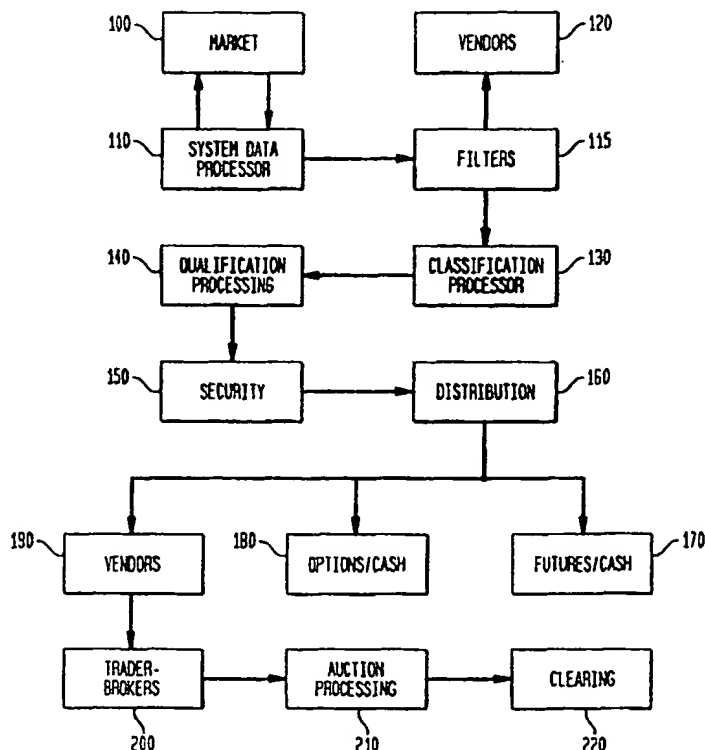 100 MARKET VENDORS 120
110 SYSTEM DATA PROCESSOR FILTERS 115
140 QUALIFICATION PROCESSING CLASSIFICATION PROCESSOR 130
150 SECURITY DISTRIBUTION 160
190 VENDORS 180 OPTIONS/CASH FUTURES/CASH 170
TRADER-
BROKERS AUCTION
PROCESSING CLEARING
200 210 220